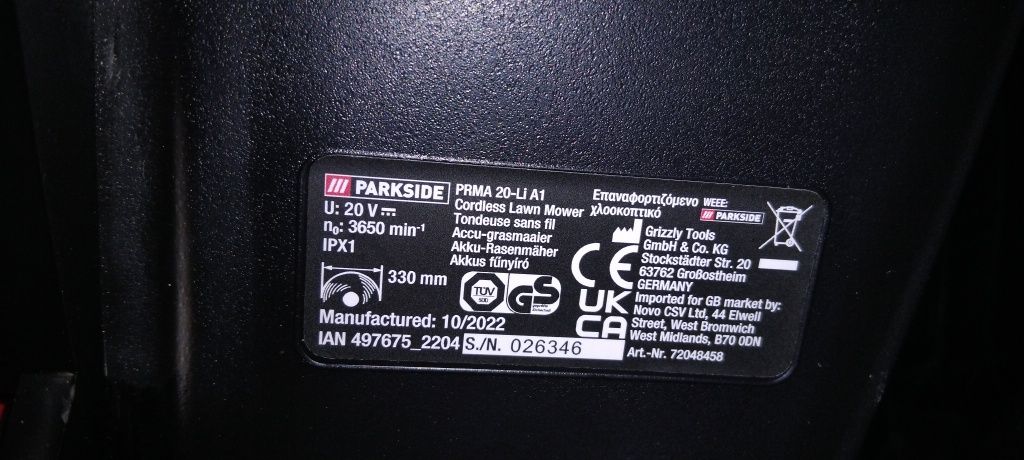 PARKSIDE
U: 20 V
n₀: 3650 min⁻¹
IPX1
330 mm
Manufactured: 10/2022
IAN 497675_2204
S./N. 026346
PRMA 20-Li A1
Cordless Lawn Mower
Tondeuse sans fil
Accu-grasmaaier
Akku-Rasenmäher
Akkus fűnyíró
TÜV
SÜD
GS
geprüfte
Sicherheit
Επαναφορτιζόμενο
χλοοκοπτικό
CE
UK
CA
WEEE:
PARKSIDE
Grizzly Tools
GmbH & Co. KG
Stockstädter Str. 20
63762 Großostheim
GERMANY
Imported for GB market by:
Novo CSV Ltd, 44 Elwell
Street, West Bromwich
West Midlands, B70 0DN
Art.-Nr. 72048458